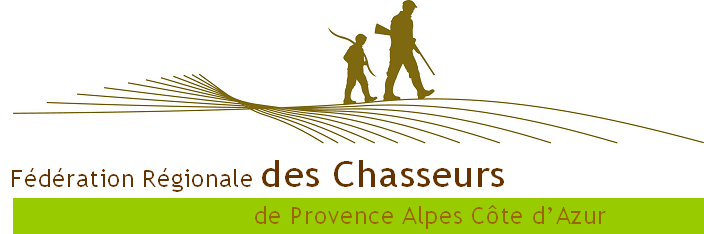 Fédération Régionale des Chasseurs
de Provence Alpes Côte d'Azur